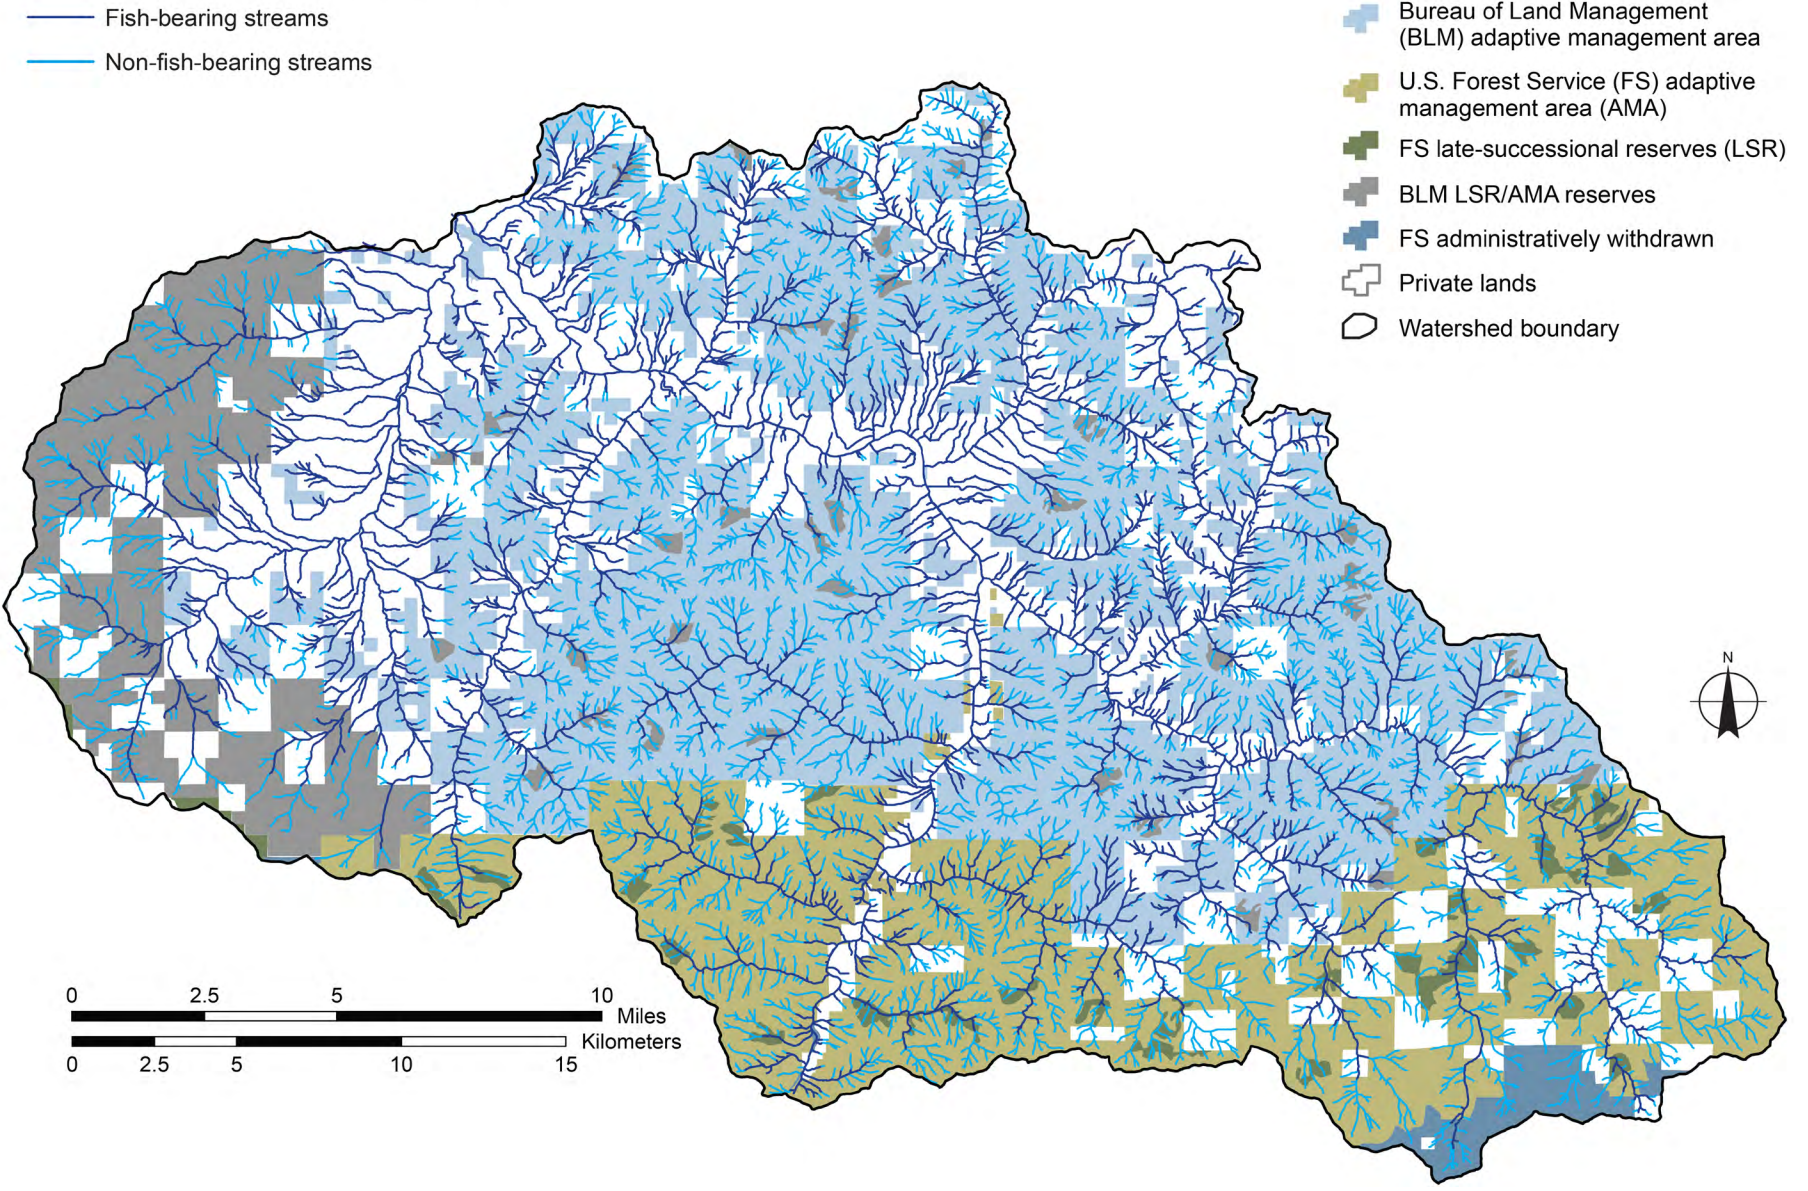 Fish-bearing streams
Non-fish-bearing streams
Bureau of Land Management
(BLM) adaptive management area
U.S. Forest Service (FS) adaptive
management area (AMA)
FS late-successional reserves (LSR)
BLM LSR/AMA reserves
FS administratively withdrawn
Private lands
Watershed boundary
N
0 2.5 5 10
Miles
Kilometers
0 2.5 5 10 15